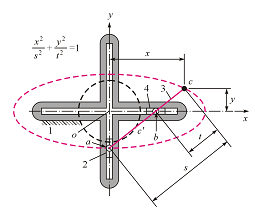 y
x²/s² + y²/t² = 1
x
c
4
3
y
1
x
o
a
c'
b
t
2
s